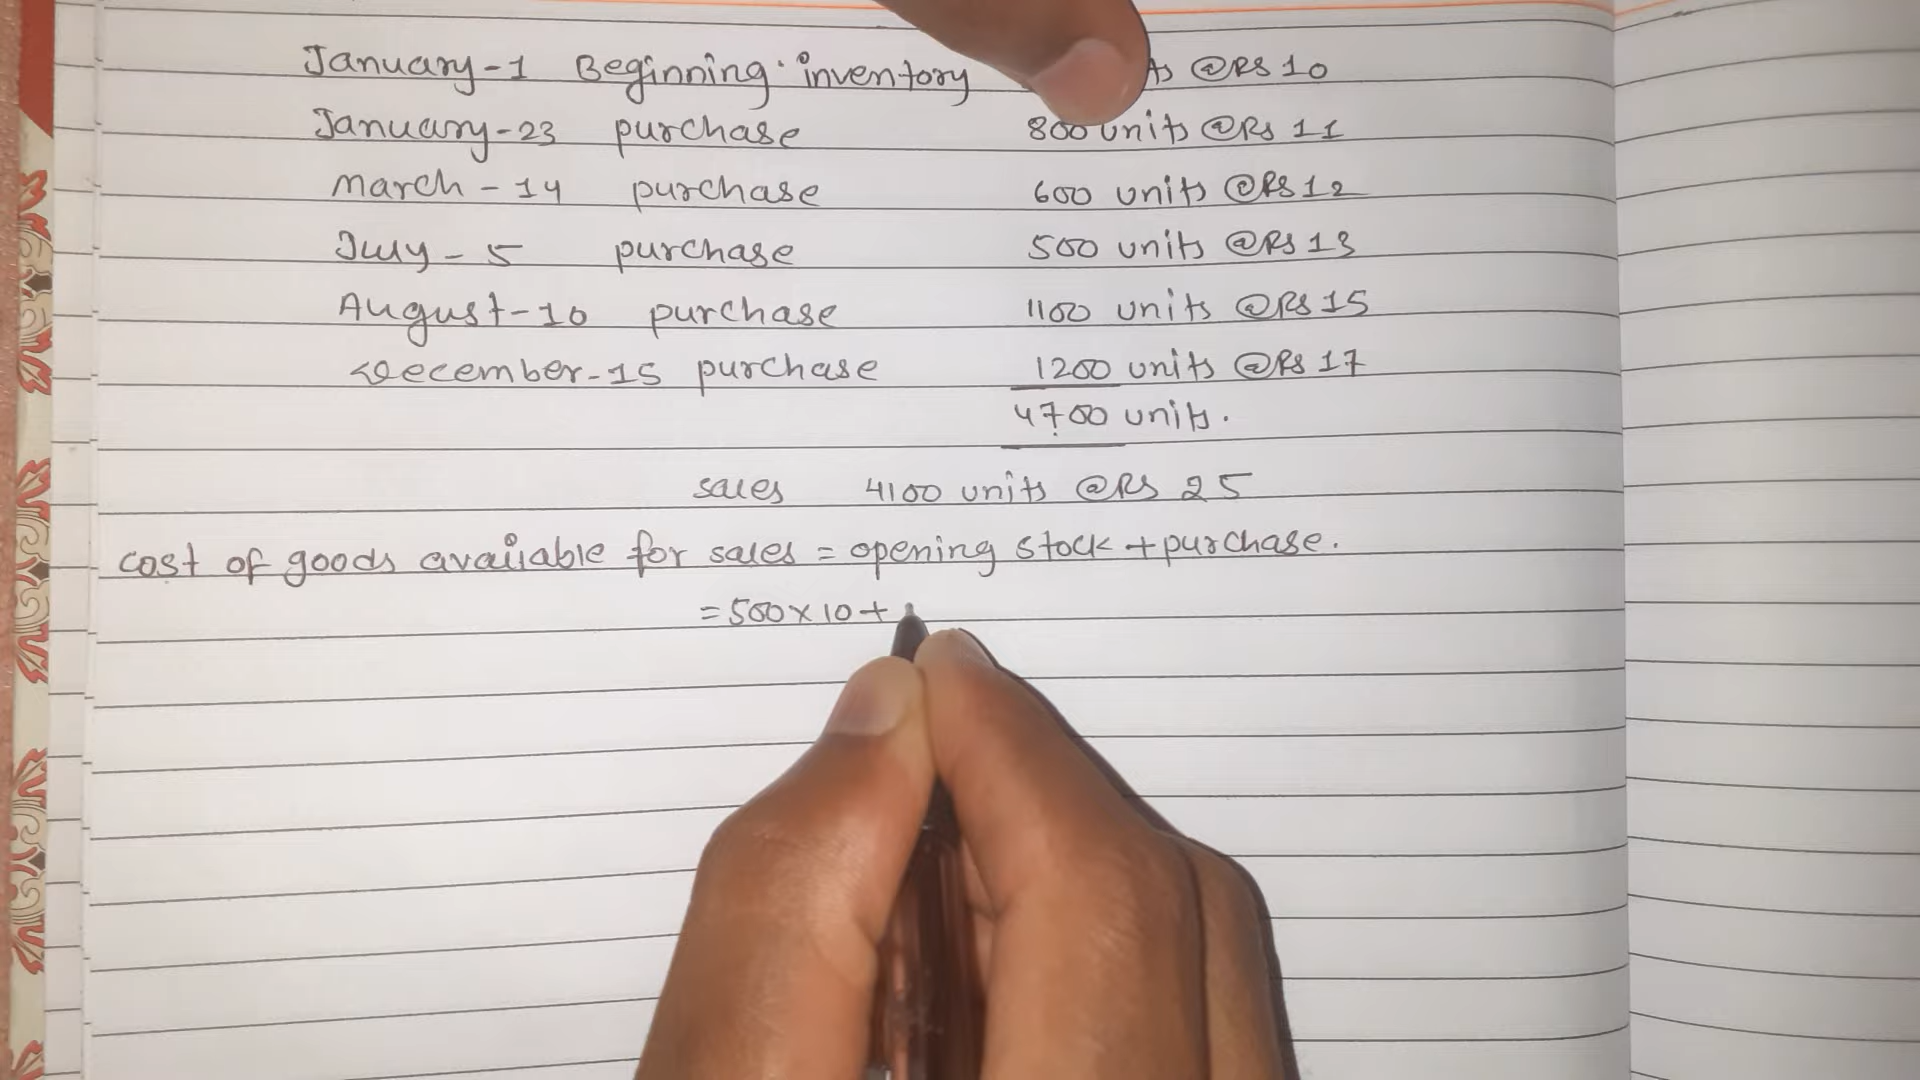 January-1 Beginning inventory @Rs 10
January-23 purchase 800 units @Rs 11
March-14 purchase 600 units @Rs 12
July-5 purchase 500 units @Rs 13
August-10 purchase 1100 units @Rs 15
December-15 purchase 1200 units @Rs 17
4700 units.
sales 4100 units @Rs 25
cost of goods available for sales = opening stock + purchase.
= 500 x 10 +